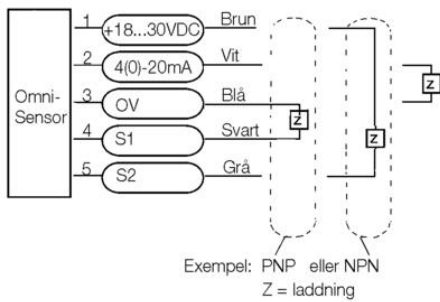 1 +18...30VDC Brun
2 4(0)-20mA Vit
Omni-
Sensor
3 OV Blå
4 S1 Svart
5 S2 Grå
Z
Z
Z
Exempel: PNP eller NPN
Z = laddning